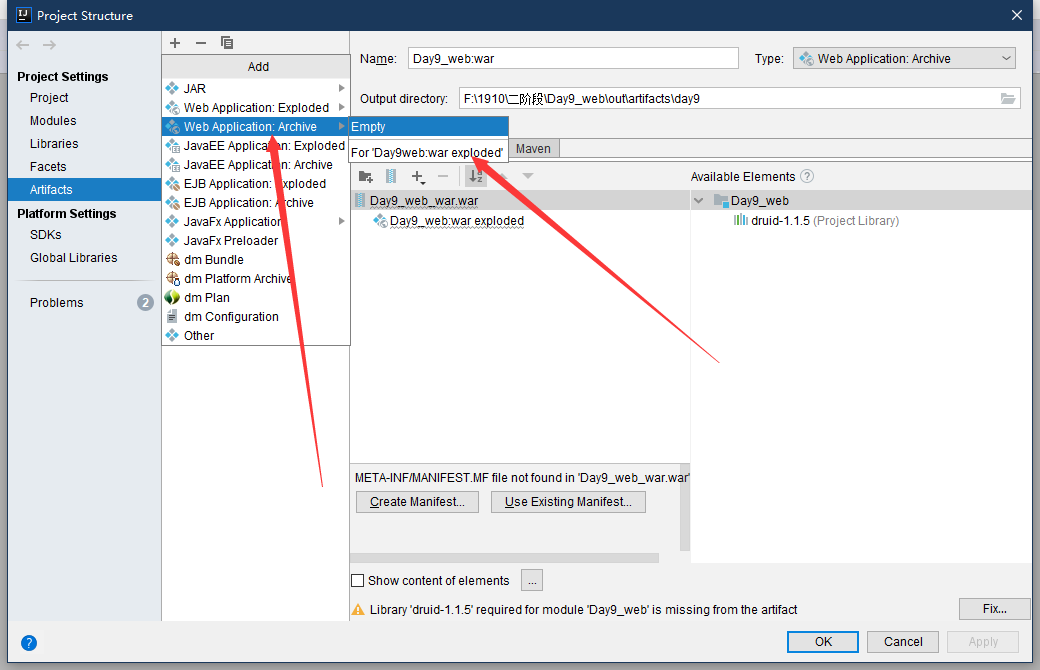 Project Structure
Project Settings
Project
Modules
Libraries
Facets
Artifacts
Platform Settings
SDKs
Global Libraries
Problems
2
Add
JAR
Web Application: Exploded
Web Application: Archive
JavaEE Application: Exploded
JavaEE Application: Archive
EJB Application: Exploded
EJB Application: Archive
JavaFx Application
JavaFx Preloader
dm Bundle
dm Platform Archive
dm Plan
dm Configuration
Other
Empty
For 'Day9web:war exploded'
Name: Day9_web:war
Type: Web Application: Archive
Output directory: F:\1910\二阶段\Day9_web\out\artifacts\day9
Maven
Available Elements ?
Day9_web_war.war
Day9_web:war exploded
Day9_web
druid-1.1.5 (Project Library)
META-INF/MANIFEST.MF file not found in 'Day9_web_war.war'
Create Manifest... Use Existing Manifest...
Show content of elements ...
Library 'druid-1.1.5' required for module 'Day9_web' is missing from the artifact
Fix...
?
OK Cancel Apply